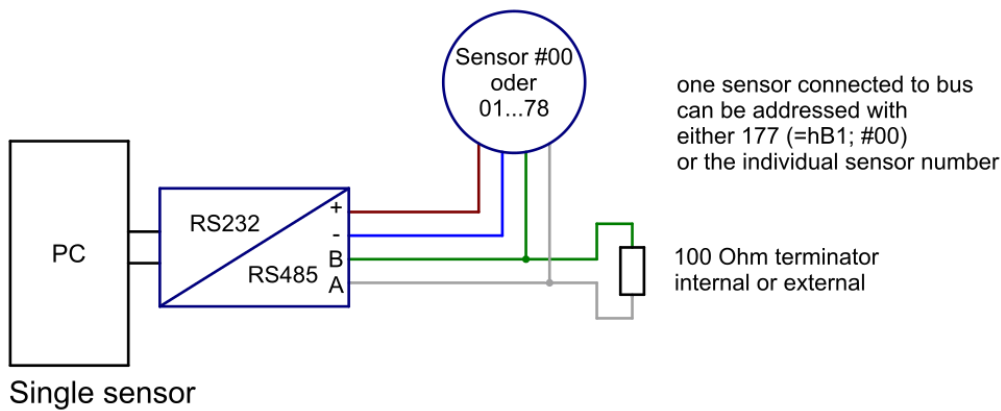 Sensor #00
oder
01...78
one sensor connected to bus
can be addressed with
either 177 (=hB1; #00)
or the individual sensor number
PC
RS232
RS485
+
-
B
A
100 Ohm terminator
internal or external
Single sensor